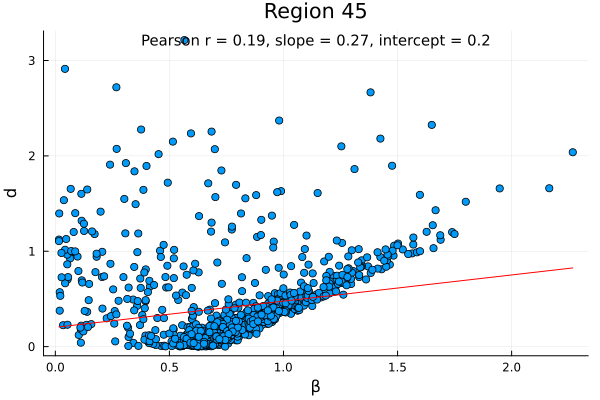 Region 45
Pearson r = 0.19, slope = 0.27, intercept = 0.2
3
2
1
0
d
0.0 0.5 1.0 1.5 2.0
β